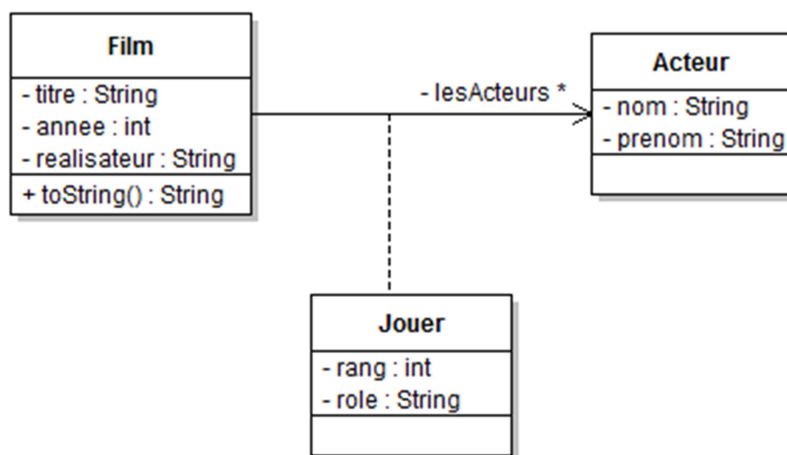 Film
- titre : String
- annee : int
- realisateur : String
+ toString() : String
- lesActeurs *
Acteur
- nom : String
- prenom : String
Jouer
- rang : int
- role : String